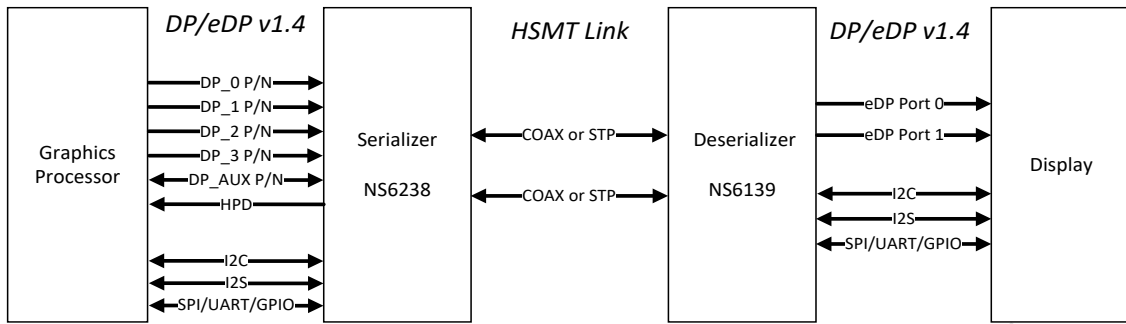 DP/eDP v1.4
HSMT Link
DP/eDP v1.4
Graphics
Processor
DP_0 P/N
DP_1 P/N
DP_2 P/N
DP_3 P/N
DP_AUX P/N
HPD
I2C
I2S
SPI/UART/GPIO
Serializer
NS6238
COAX or STP
COAX or STP
Deserializer
NS6139
eDP Port 0
eDP Port 1
I2C
I2S
SPI/UART/GPIO
Display